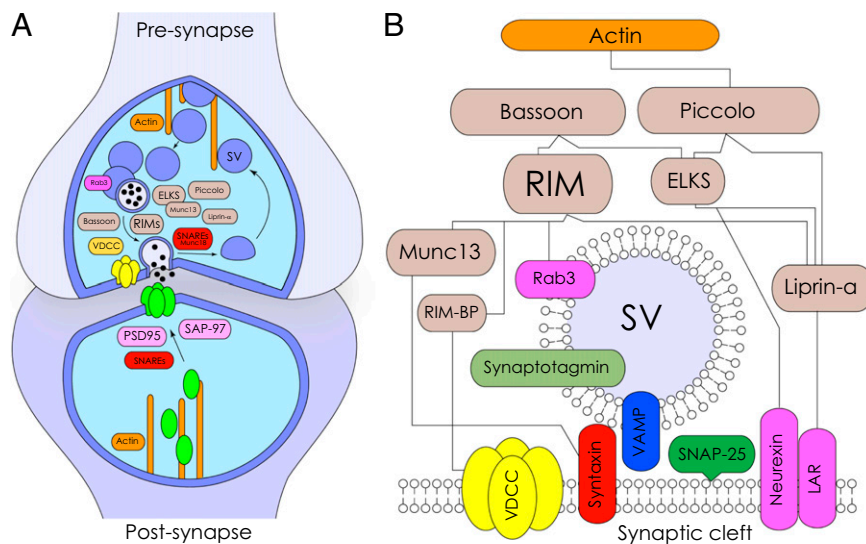 A
Pre-synapse
Actin
SV
Rab3
ELKS
Piccolo
Munc13
Liprin-α
Bassoon
RIMs
SNAREs
Munc18
VDCC
PSD95
SAP-97
SNAREs
Actin
Post-synapse
B
Actin
Bassoon
Piccolo
RIM
ELKS
Munc13
Rab3
SV
Liprin-a
RIM-BP
Synaptotagmin
VAMP
SNAP-25
VDCC
Syntaxin
Neurexin
LAR
Synaptic cleft